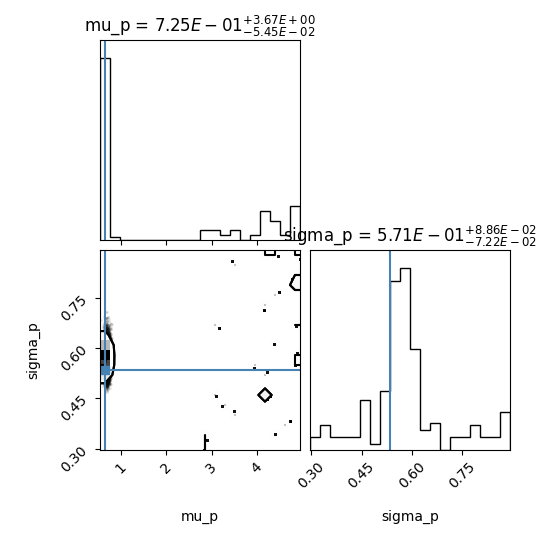 mu_p = 7.25E − 01+3.67E+00−5.45E−02
sigma_p = 5.71E − 01+8.86E−02−7.22E−02
sigma_p
0.75
0.60
0.45
0.30
1
2
3
4
mu_p
0.30
0.45
0.60
0.75
sigma_p